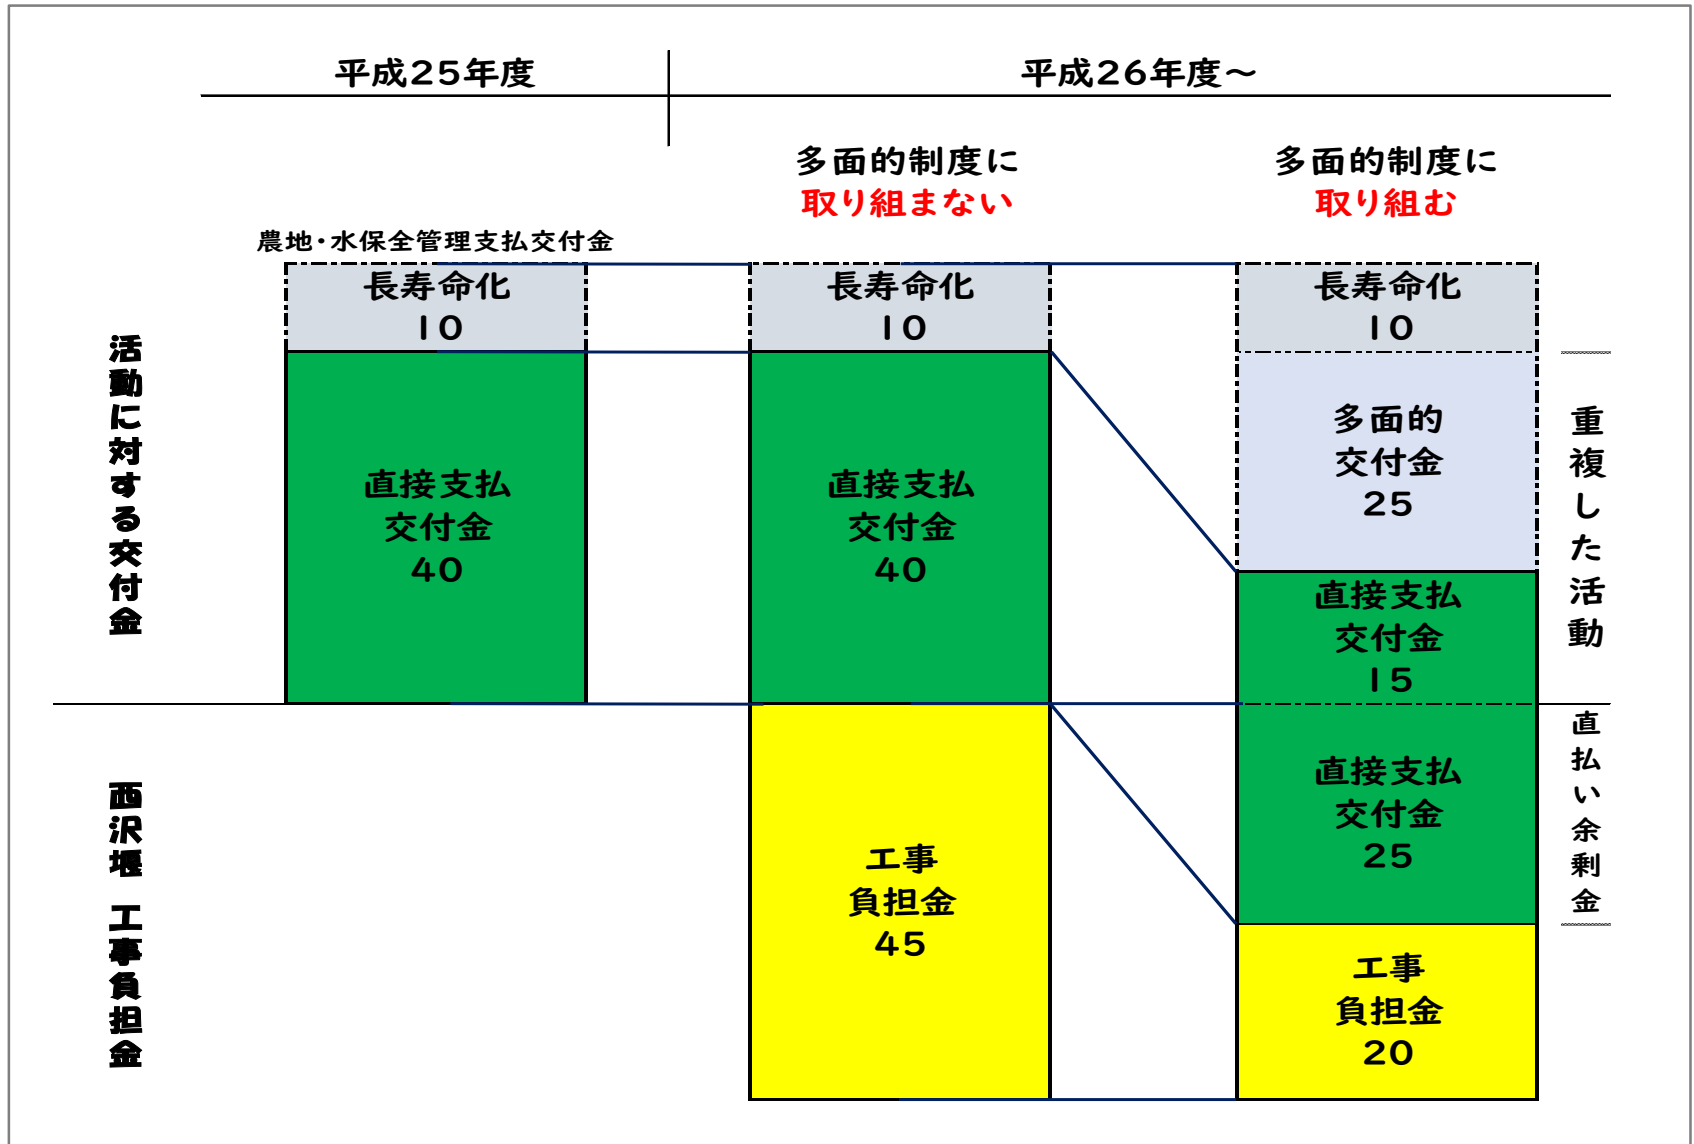 平成25年度
平成26年度～
多面的制度に
取り組まない
多面的制度に
取り組む
農地・水保全管理支払交付金
活動に対する交付金
長寿命化
10
直接支払
交付金
40
長寿命化
10
直接支払
交付金
40
長寿命化
10
多面的
交付金
25
直接支払
交付金
15
重複した活動
西沢堰 工事負担金
工事
負担金
45
直接支払
交付金
25
工事
負担金
20
直払い余剰金